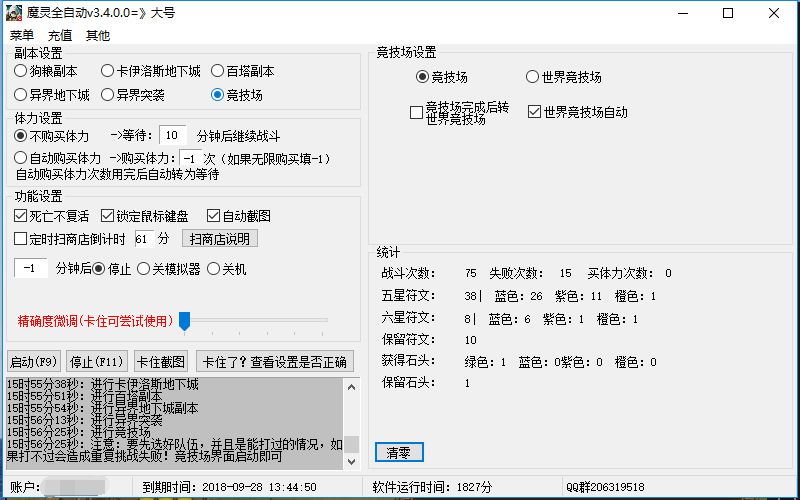 魔灵全自动v3.4.0.0=》大号
菜单 充值 其他
副本设置
狗粮副本 卡伊洛斯地下城 百塔副本
异界地下城 异界突袭 竞技场
体力设置
不购买体力 ->等待: 10 分钟后继续战斗
自动购买体力 ->购买体力: -1 次（如果无限购买填-1）
自动购买体力次数用完后自动转为等待
功能设置
死亡不复活 锁定鼠标键盘 自动截图
定时扫商店倒计时 61 分 扫商店说明
-1 分钟后 停止 关模拟器 关机
精确度微调(卡住可尝试使用)
启动(F9) 停止(F11) 卡住截图 卡住了？查看设置是否正确
15时55分38秒: 进行卡伊洛斯地下城
15时55分51秒: 进行百塔副本
15时55分54秒: 进行异界地下城副本
15时56分13秒: 进行异界突袭
15时56分25秒: 进行竞技场
15时56分25秒: 注意: 要先选好队伍，并且是能打过的情况，如
果打不过会造成重复挑战失败！竞技场界面启动即可
竞技场设置
竞技场 世界竞技场
竞技场完成后转
世界竞技场
世界竞技场自动
统计
战斗次数: 75 失败次数: 15 买体力次数: 0
五星符文: 38| 蓝色: 26 紫色: 11 橙色: 1
六星符文: 8| 蓝色: 6 紫色: 1 橙色: 1
保留符文: 10
获得石头: 绿色: 1 蓝色: 0紫色: 0 橙色: 0
保留石头: 1
清零
账户:
到期时间: 2018-09-28 13:44:50
软件运行时间: 1827分
QQ群206319518